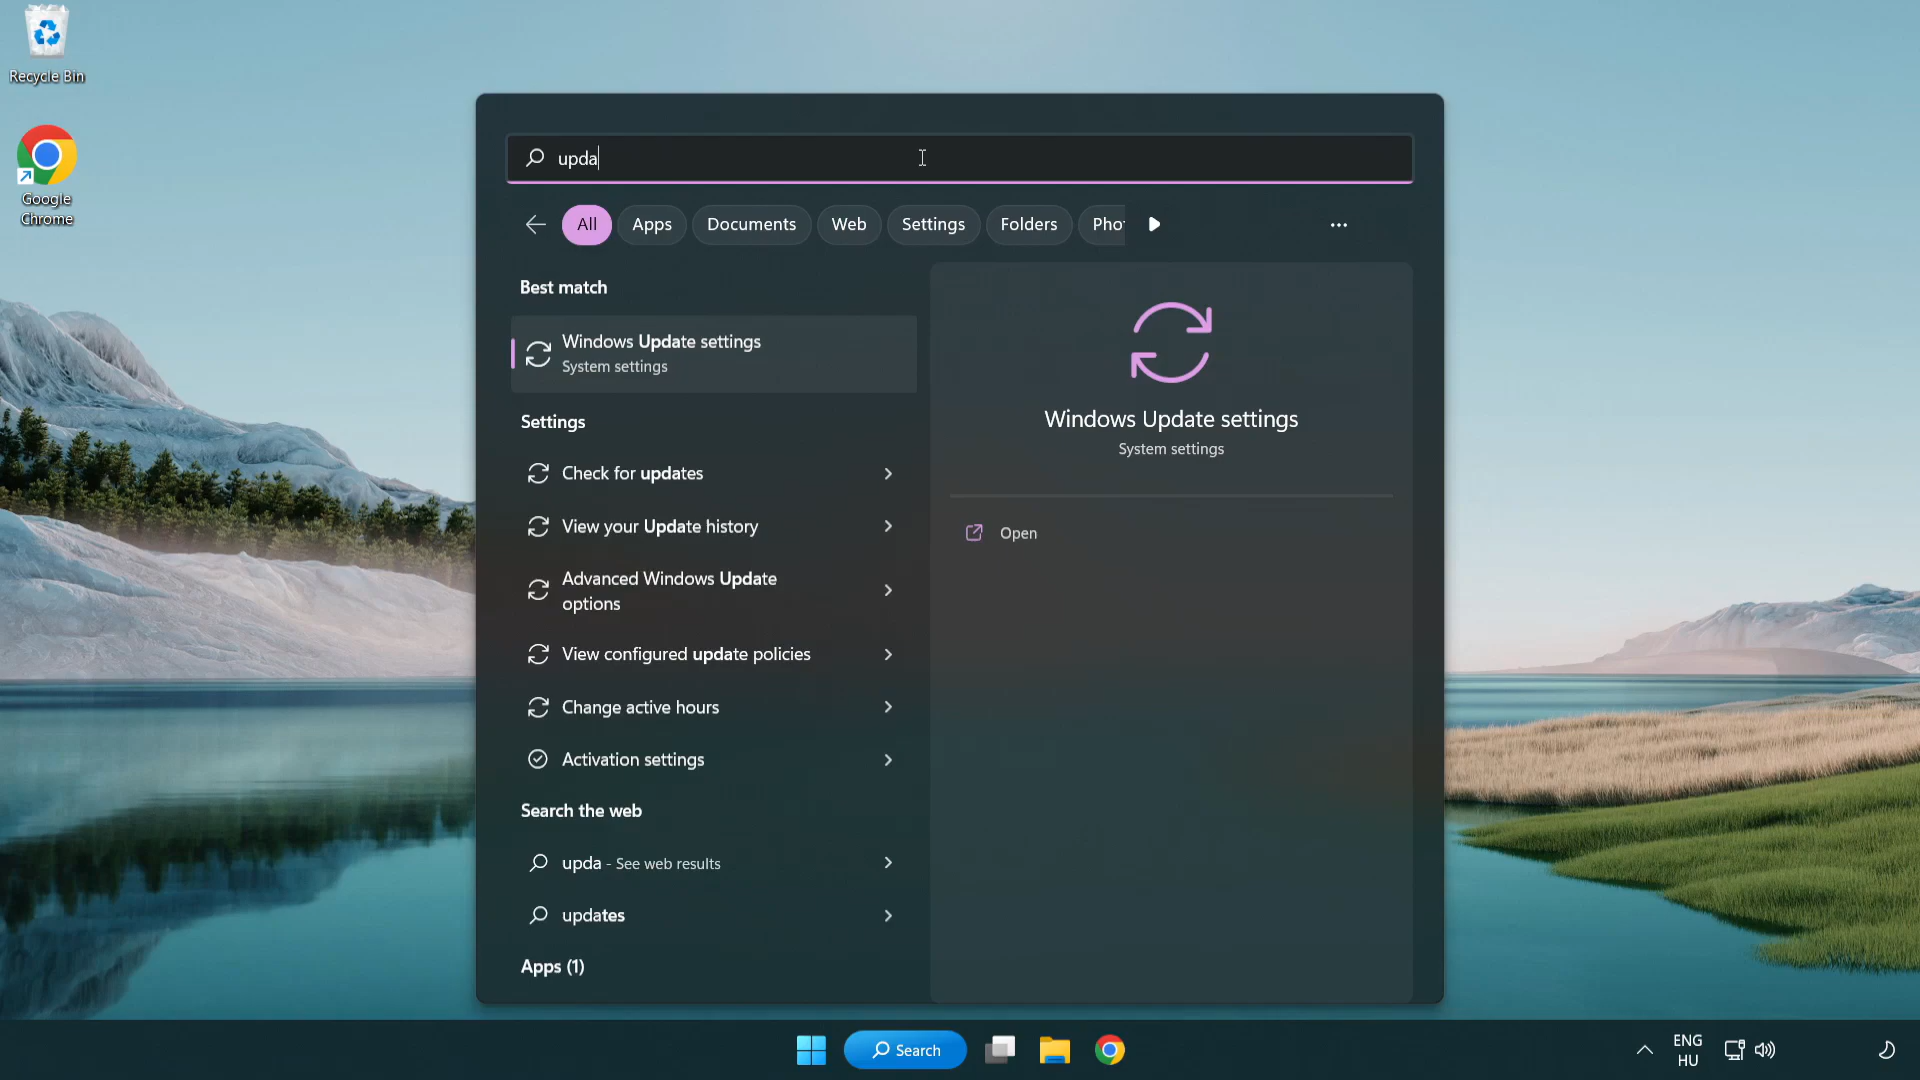 Recycle Bin
Google
Chrome
upda
All
Apps
Documents
Web
Settings
Folders
Pho
Best match
Windows Update settings
System settings
Settings
Check for updates
View your Update history
Advanced Windows Update
options
View configured update policies
Change active hours
Activation settings
Search the web
upda - See web results
updates
Apps (1)
Windows Update settings
System settings
Open
Search
ENG
HU